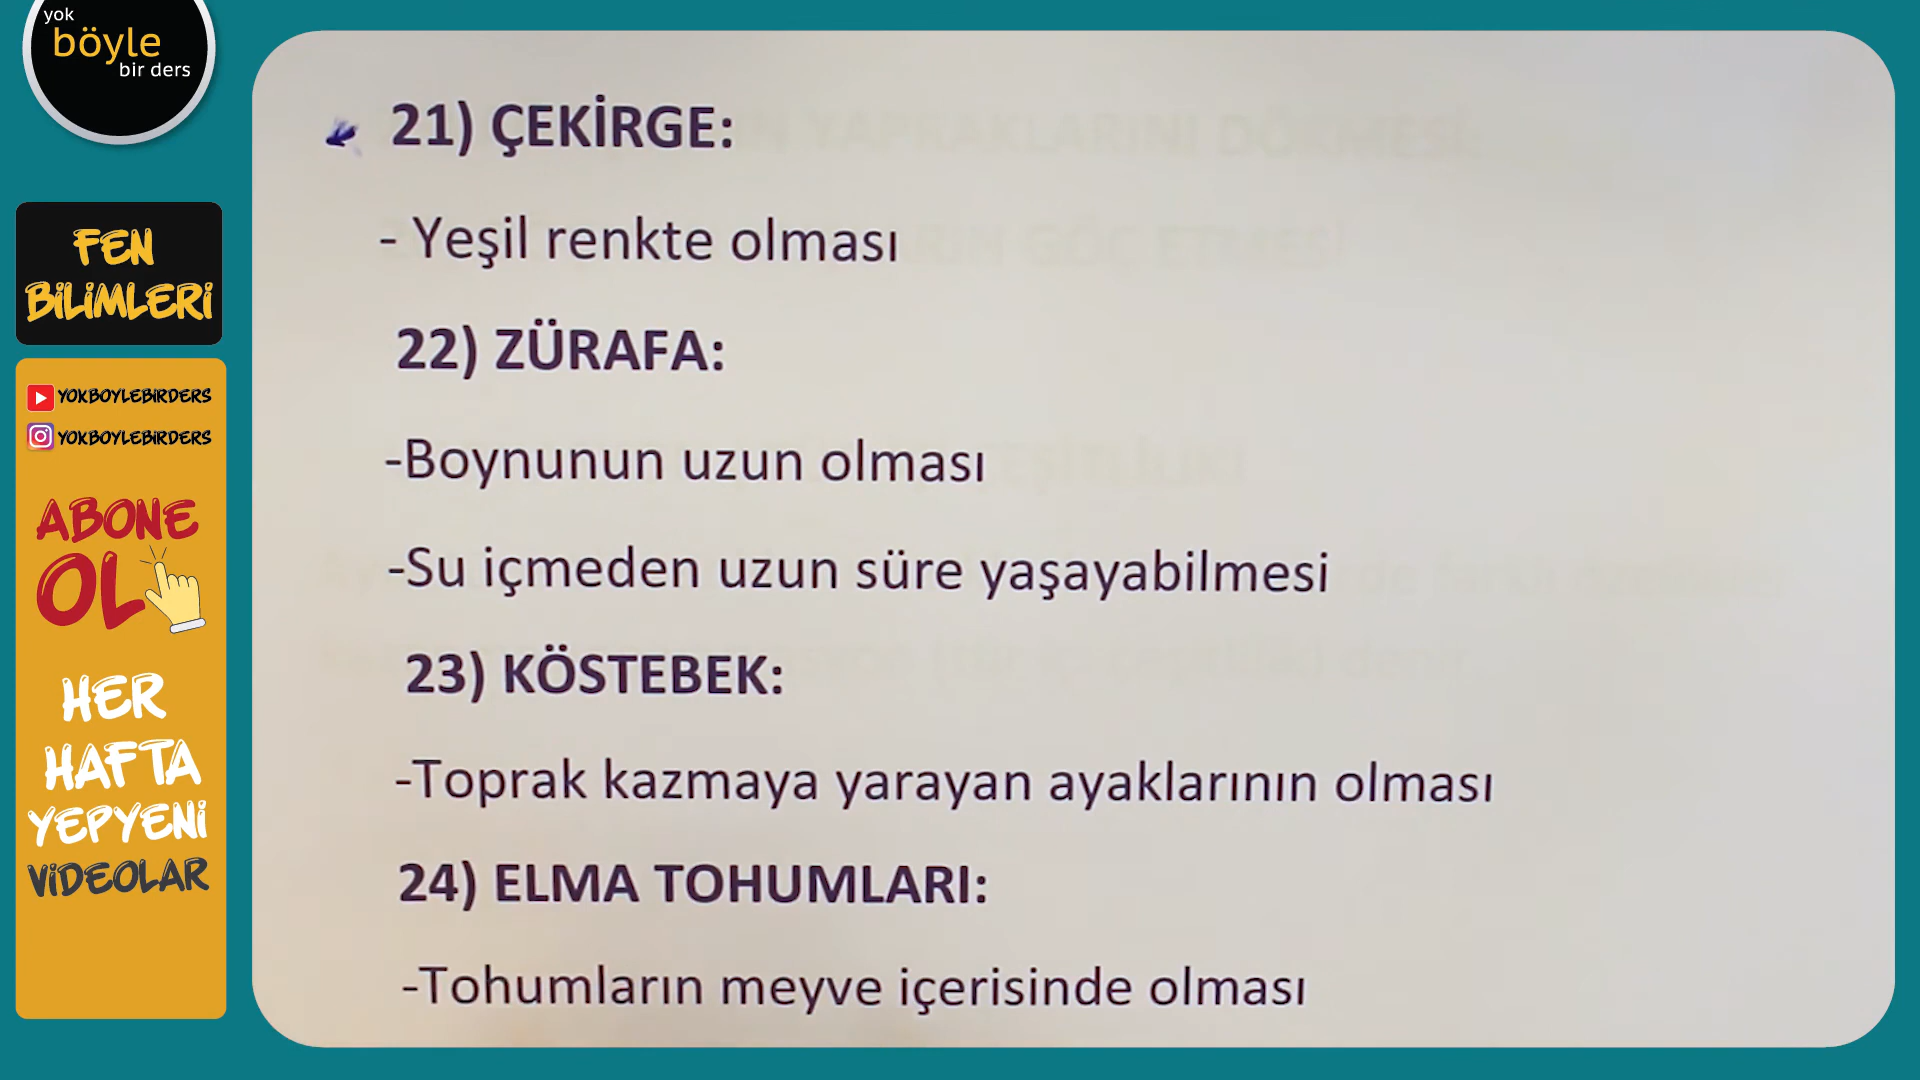 yok
böyle
bir ders
FEN
BİLİMLERİ
YOKBOYLEBIRDERS
YOKBOYLEBIRDERS
ABONE
OL
HER
HAFTA
YEPYENİ
VİDEOLAR
21) ÇEKİRGE:
- Yeşil renkte olması
22) ZÜRAFA:
-Boynunun uzun olması
-Su içmeden uzun süre yaşayabilmesi
23) KÖSTEBEK:
-Toprak kazmaya yarayan ayaklarının olması
24) ELMA TOHUMLARI:
-Tohumların meyve içerisinde olması